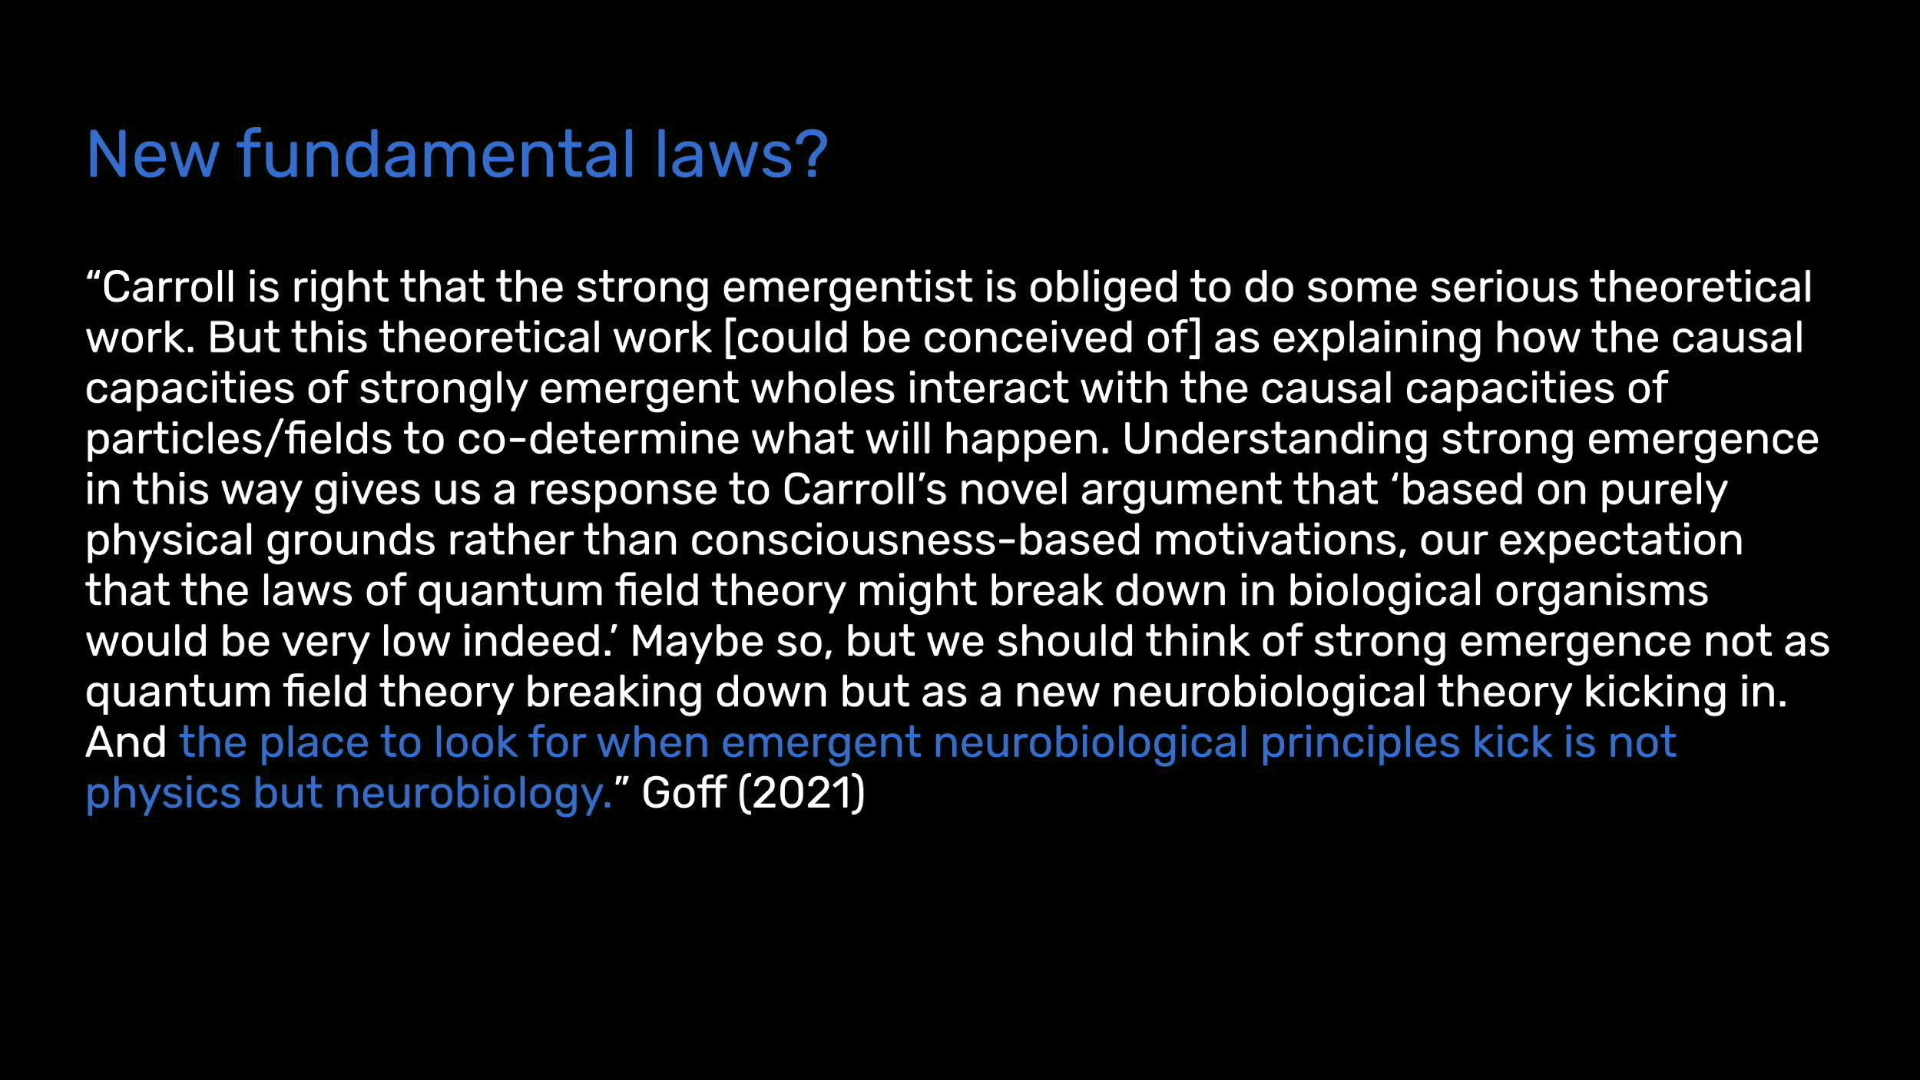 New fundamental laws?
“Carroll is right that the strong emergentist is obliged to do some serious theoretical
work. But this theoretical work [could be conceived of] as explaining how the causal
capacities of strongly emergent wholes interact with the causal capacities of
particles/fields to co-determine what will happen. Understanding strong emergence
in this way gives us a response to Carroll’s novel argument that ‘based on purely
physical grounds rather than consciousness-based motivations, our expectation
that the laws of quantum field theory might break down in biological organisms
would be very low indeed.’ Maybe so, but we should think of strong emergence not as
quantum field theory breaking down but as a new neurobiological theory kicking in.
And the place to look for when emergent neurobiological principles kick is not
physics but neurobiology.” Goff (2021)